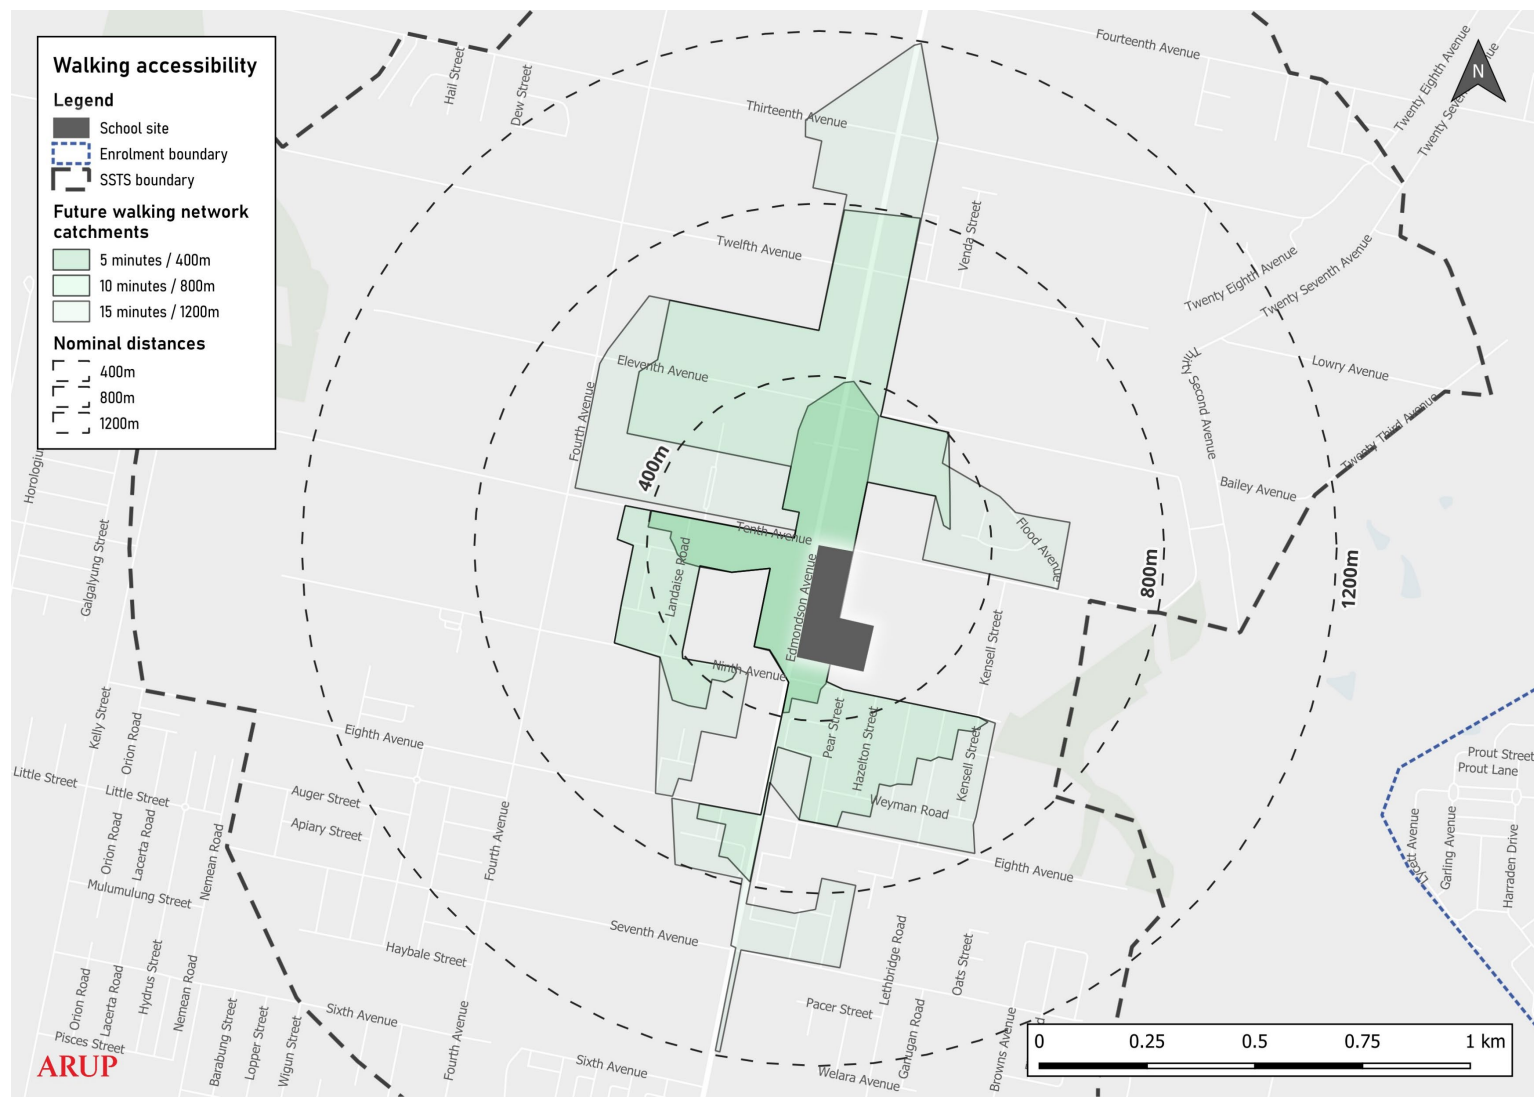 Walking accessibility
Legend
School site
Enrolment boundary
SSTS boundary
Future walking network
catchments
5 minutes / 400m
10 minutes / 800m
15 minutes / 1200m
Nominal distances
400m
800m
1200m
N
Hail Street
Dew Street
Fourteenth Avenue
Twenty Eighth Avenue
Thirteenth Avenue
Twelfth Avenue
Venda Street
Twenty Eighth Avenue
Twenty Seventh Avenue
Eleventh Avenue
Fourth Avenue
Thirty Second Avenue
Lowry Avenue
Twenty Third Avenue
Bailey Avenue
400m
Galgalyung Street
Tenth Avenue
Flood Avenue
Landaise Road
Edmondson Avenue
800m
1200m
Kensell Street
Ninth Avenue
Kelly Street
Orion Road
Eighth Avenue
Pear Street
Hazelton Street
Kensell Street
Weyman Road
Little Street
Little Street
Auger Street
Apiary Street
Orion Road
Lacerta Road
Nemean Road
Fourth Avenue
Eighth Avenue
Prout Street
Prout Lane
Lycett Avenue
Garling Avenue
Harraden Drive
Mulumulung Street
Seventh Avenue
Haybale Street
Lethbridge Road
Oats Street
Orion Road
Lacerta Road
Hydrus Street
Nemean Road
Barabung Street
Lopper Street
Wigun Street
Sixth Avenue
Fourth Avenue
Pacer Street
Ganugan Road
Browns Avenue
Pisces Street
Sixth Avenue
Welara Avenue
ARUP
0 0.25 0.5 0.75 1 km